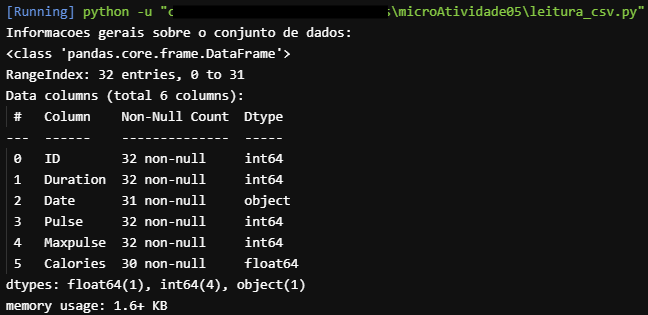 [Running] python -u "c s\microAtividade05\leitura_csv.py"
Informacoes gerais sobre o conjunto de dados:
<class 'pandas.core.frame.DataFrame'>
RangeIndex: 32 entries, 0 to 31
Data columns (total 6 columns):
#   Column    Non-Null Count  Dtype
---  ------    --------------  -----
0   ID        32 non-null     int64
1   Duration  32 non-null     int64
2   Date      31 non-null     object
3   Pulse     32 non-null     int64
4   Maxpulse  32 non-null     int64
5   Calories  30 non-null     float64
dtypes: float64(1), int64(4), object(1)
memory usage: 1.6+ KB